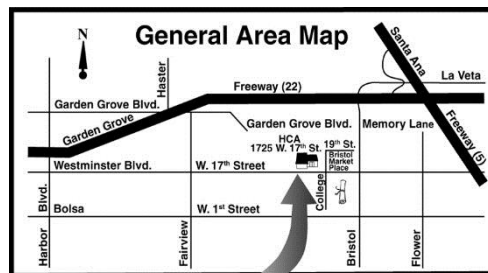 General Area Map
N
Haster
Santa Ana
Freeway (5)
La Veta
Freeway (22)
Garden Grove
Garden Grove Blvd.
Garden Grove Blvd.
Memory Lane
HCA
1725 W. 17th St.
19th St.
Bristol
Market
Place
Westminster Blvd.
W. 17th Street
College
Bolsa
W. 1st Street
Harbor Blvd.
Fairview
Bristol
Flower